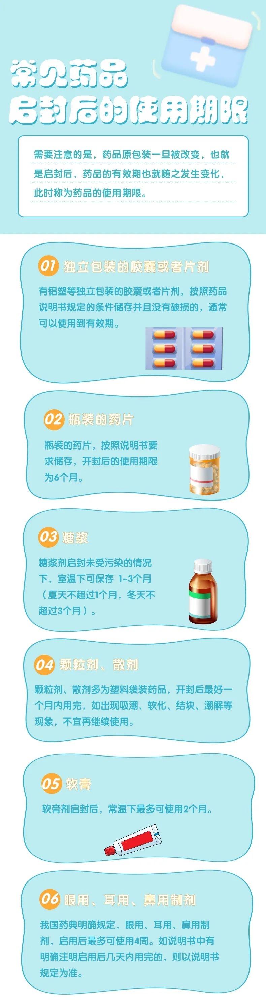 常见药品
启封后的使用期限
需要注意的是，药品原包装一旦被改变，也就
是启封后，药品的有效期也就随之发生变化，
此时称为药品的使用期限。
01 独立包装的胶囊或者片剂
有铝塑等独立包装的胶囊或者片剂，按照药品
说明书规定的条件储存并且没有破损的，通常
可以使用到有效期。
02 瓶装的药片
瓶装的药片，按照说明书要
求储存，开封后的使用期限
为6个月。
03 糖浆
糖浆剂启封未受污染的情况
下，室温下可保存 1~3个月
（夏天不超过1个月，冬天不
超过3个月）。
04 颗粒剂、散剂
颗粒剂、散剂多为塑料袋装药品，开封后最好一
个月内用完，如出现吸潮、软化、结块、潮解等
现象，不宜再继续使用。
05 软膏
软膏剂启封后，常温下最多可使用2个月。
06 眼用、耳用、鼻用制剂
我国药典明确规定，眼用、耳用、鼻用制
剂，启用后最多可使用4周。如说明书中有
明确注明启用后几天内用完的，则以说明书
规定为准。